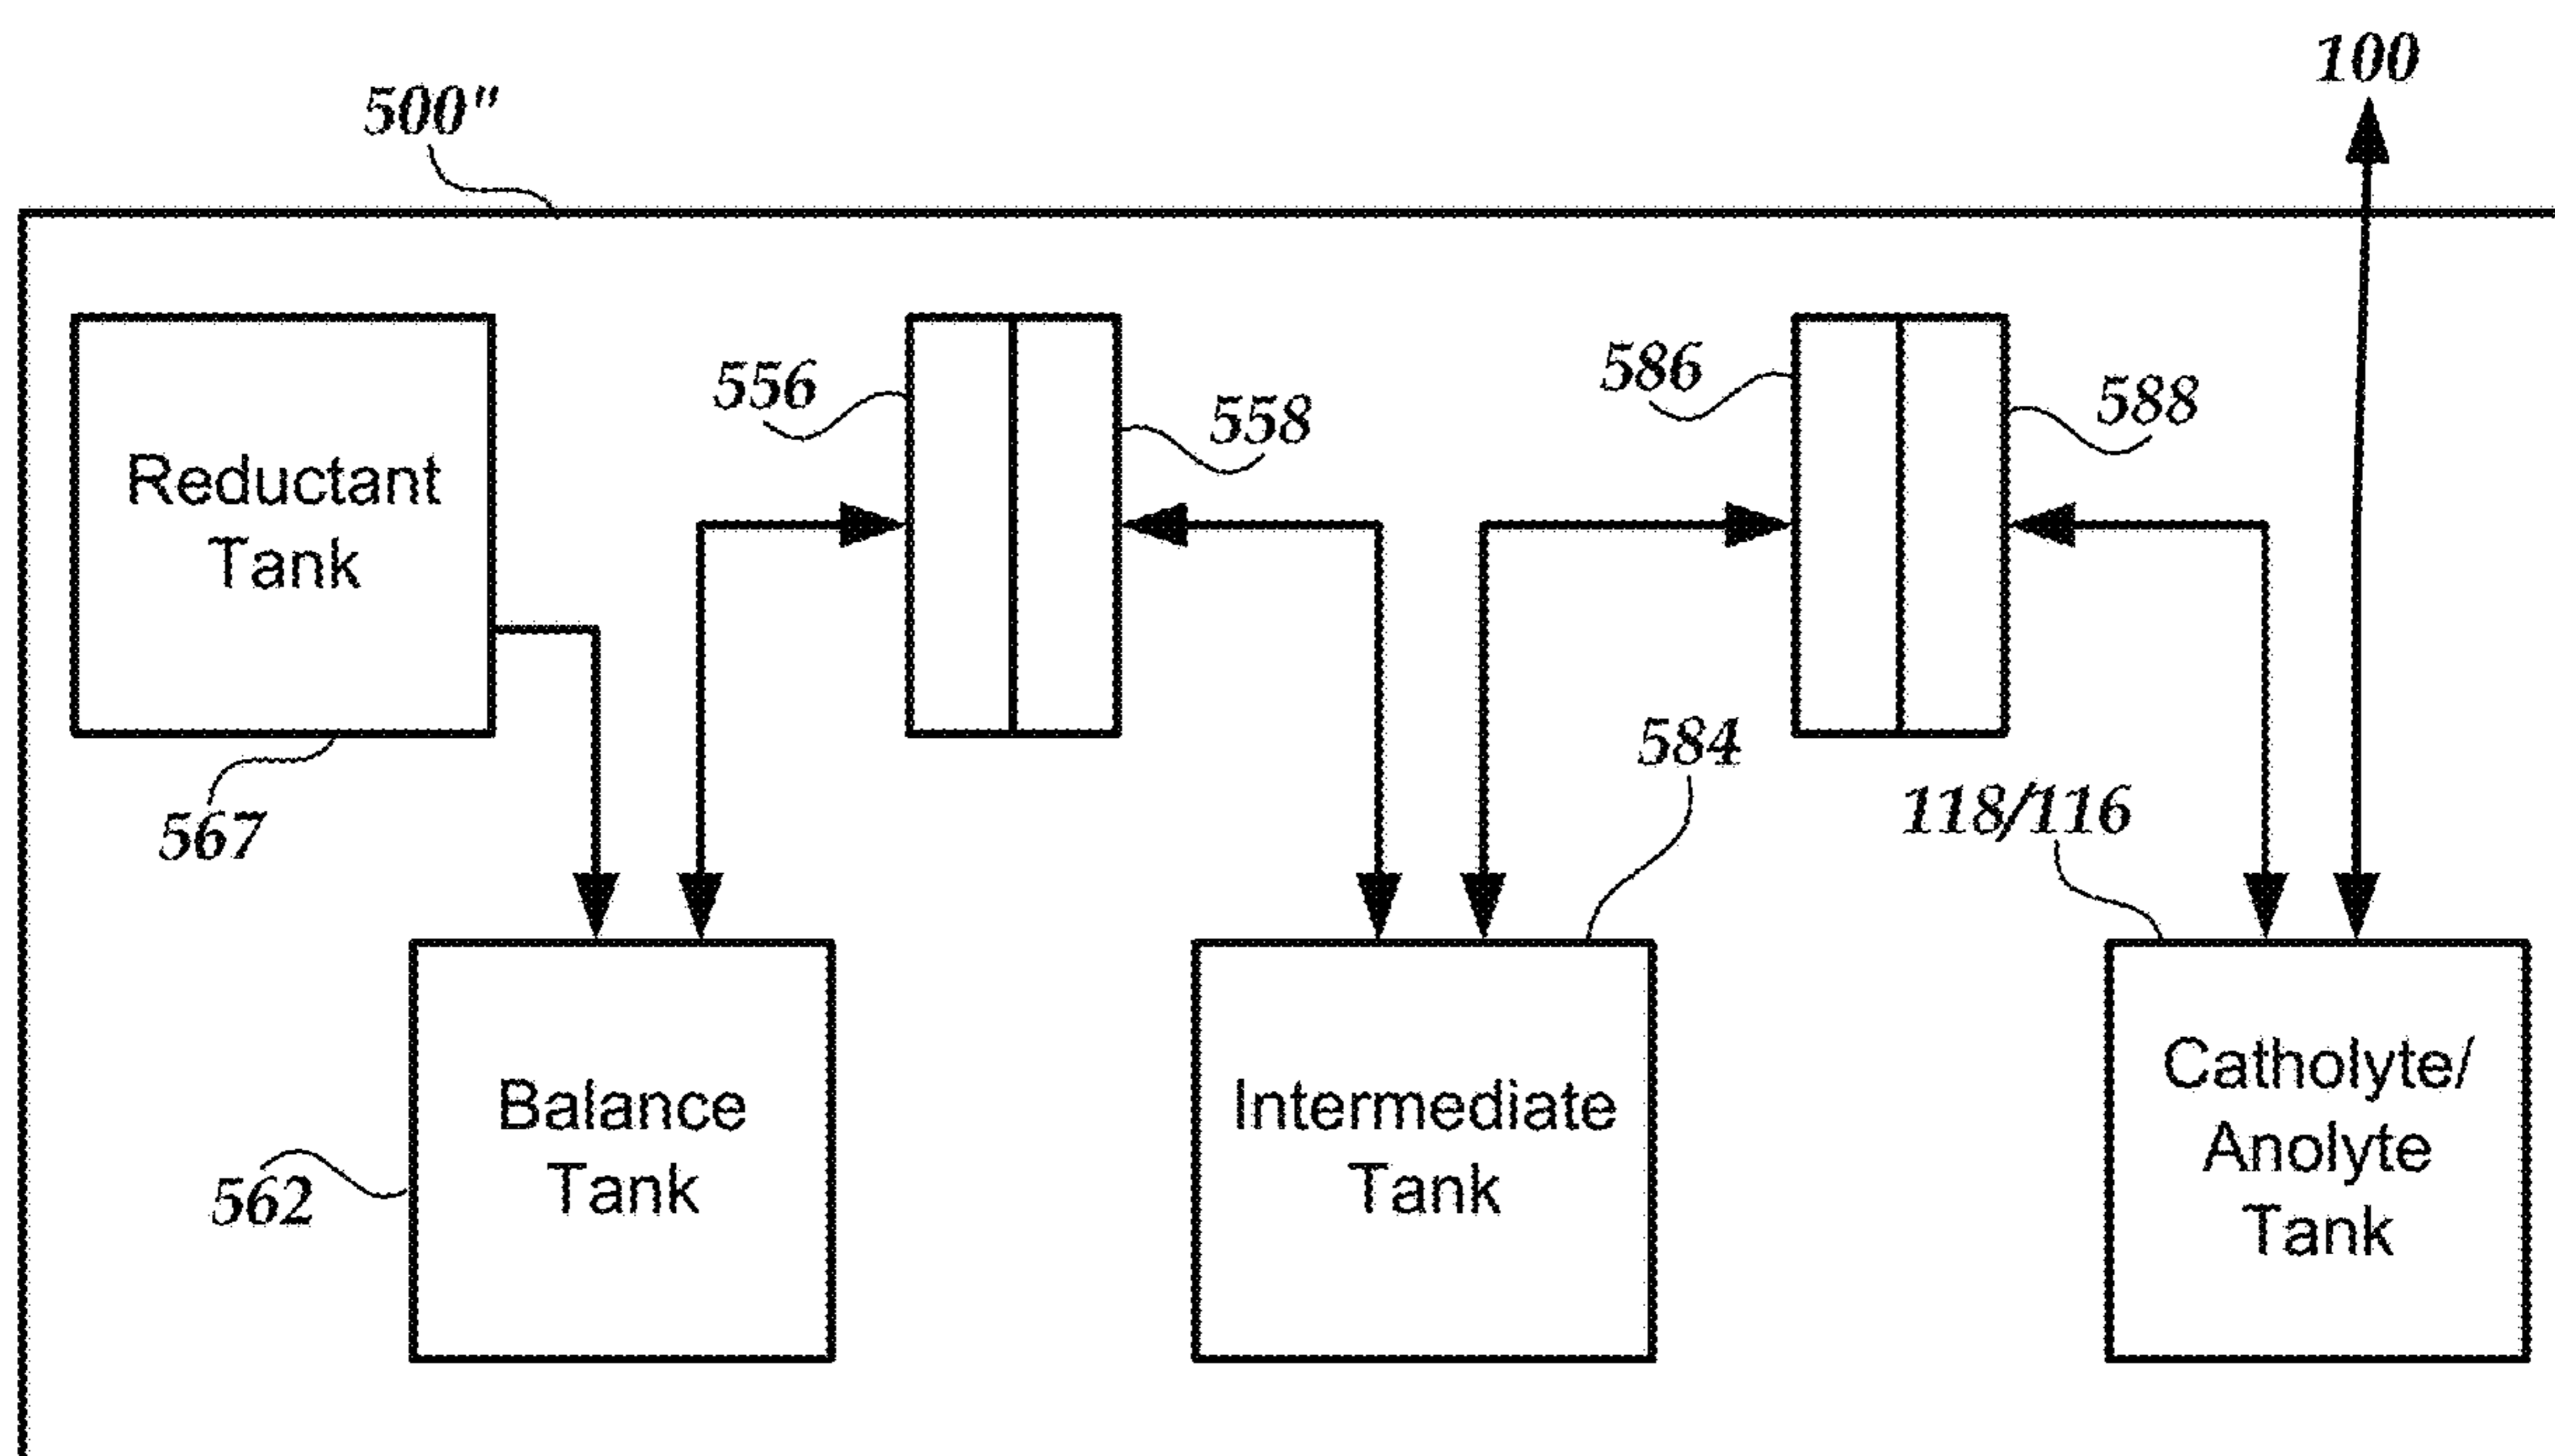 100
500"
586
556
588
558
Reductant
Tank
584
118/116
567
Catholyte/
Balance
Intermediate
Anolyte
Tank
Tank
562
Tank